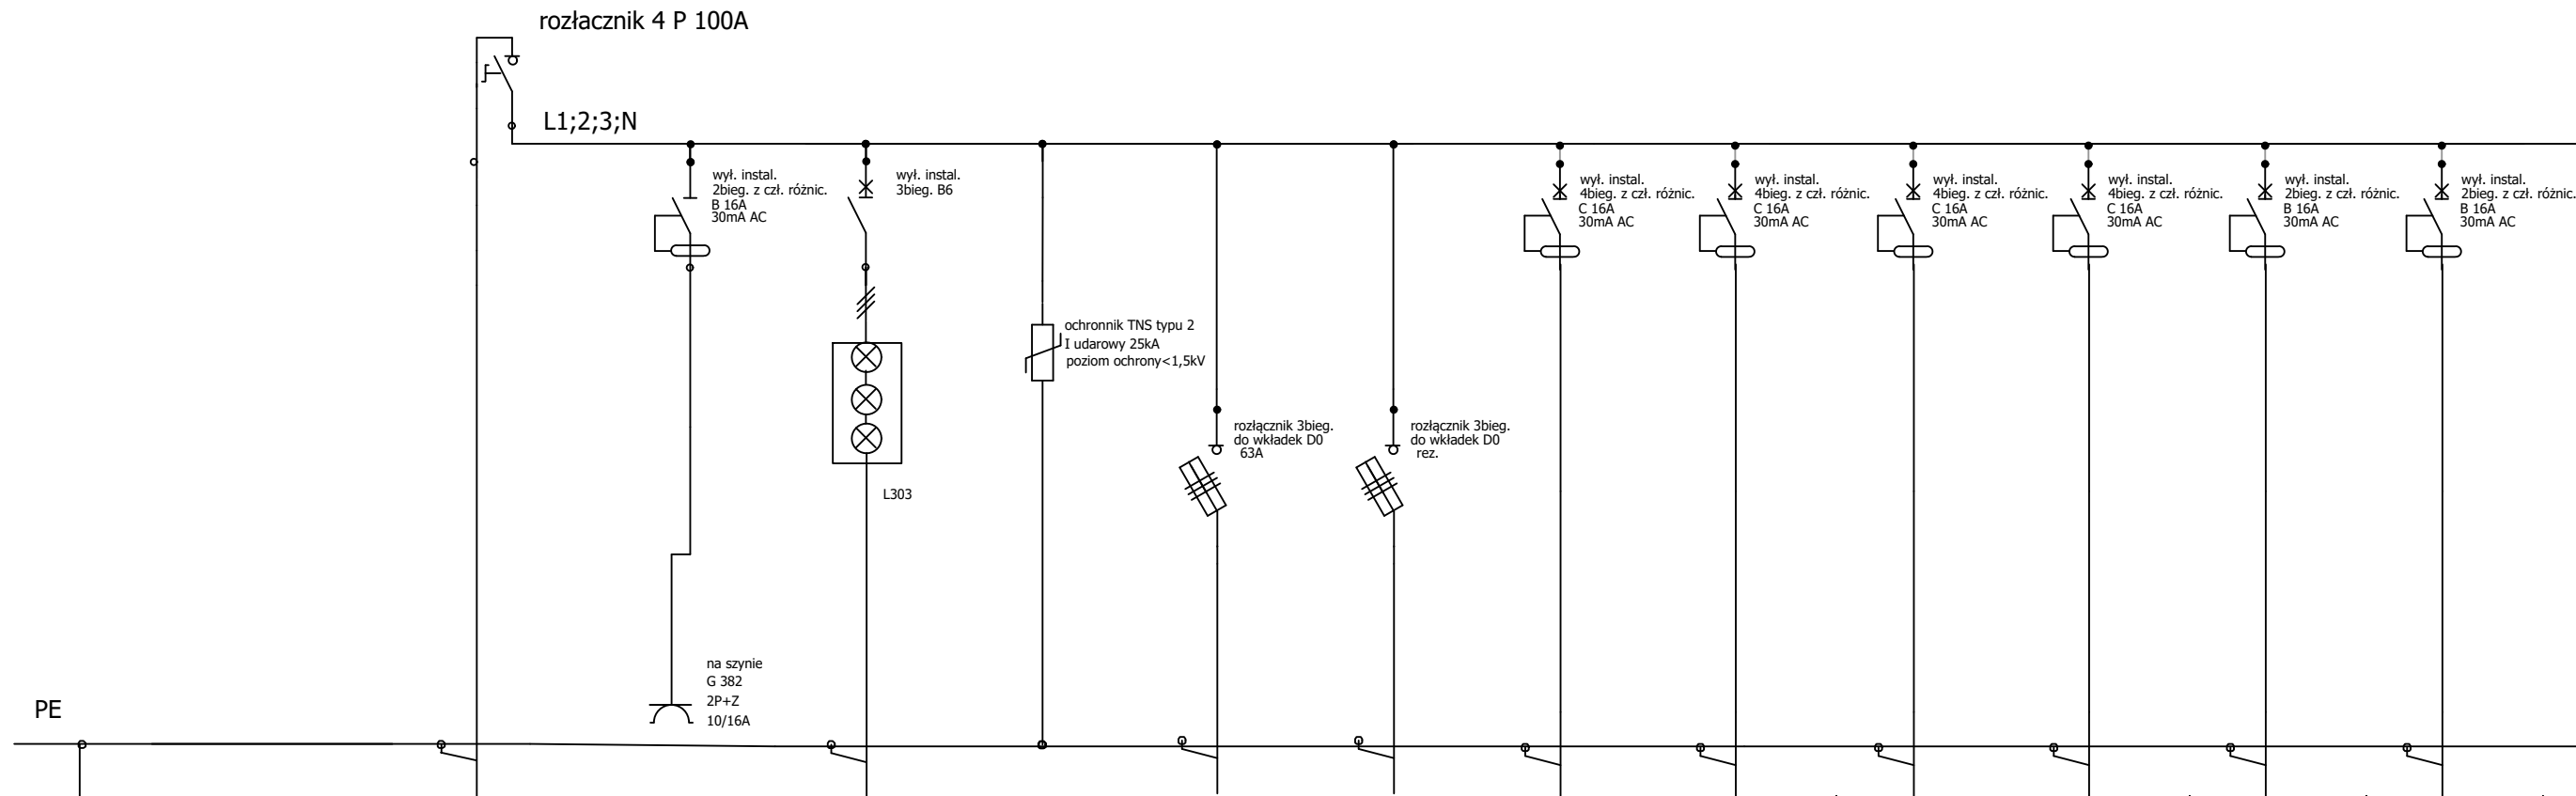 rozłacznik 4 P 100A
L1;2;3;N
wył. instal.
2bieg. z czł. różnic.
B 16A
30mA AC
wył. instal.
3bieg. B6
L303
ochronnik TNS typu 2
I udarowy 25kA
poziom ochrony<1,5kV
rozłącznik 3bieg.
do wkładek D0
63A
rozłącznik 3bieg.
do wkładek D0
rez.
wył. instal.
4bieg. z czł. różnic.
C 16A
30mA AC
wył. instal.
4bieg. z czł. różnic.
C 16A
30mA AC
wył. instal.
4bieg. z czł. różnic.
C 16A
30mA AC
wył. instal.
4bieg. z czł. różnic.
C 16A
30mA AC
wył. instal.
2bieg. z czł. różnic.
B 16A
30mA AC
wył. instal.
2bieg. z czł. różnic.
B 16A
30mA AC
na szynie
G 382
2P+Z
10/16A
PE